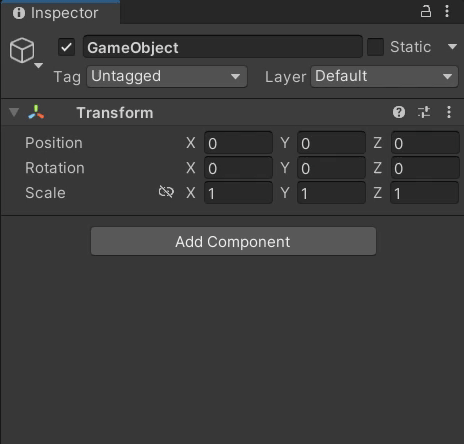 Inspector
GameObject Static
Tag Untagged Layer Default
Transform
Position X 0 Y 0 Z 0
Rotation X 0 Y 0 Z 0
Scale X 1 Y 1 Z 1
Add Component